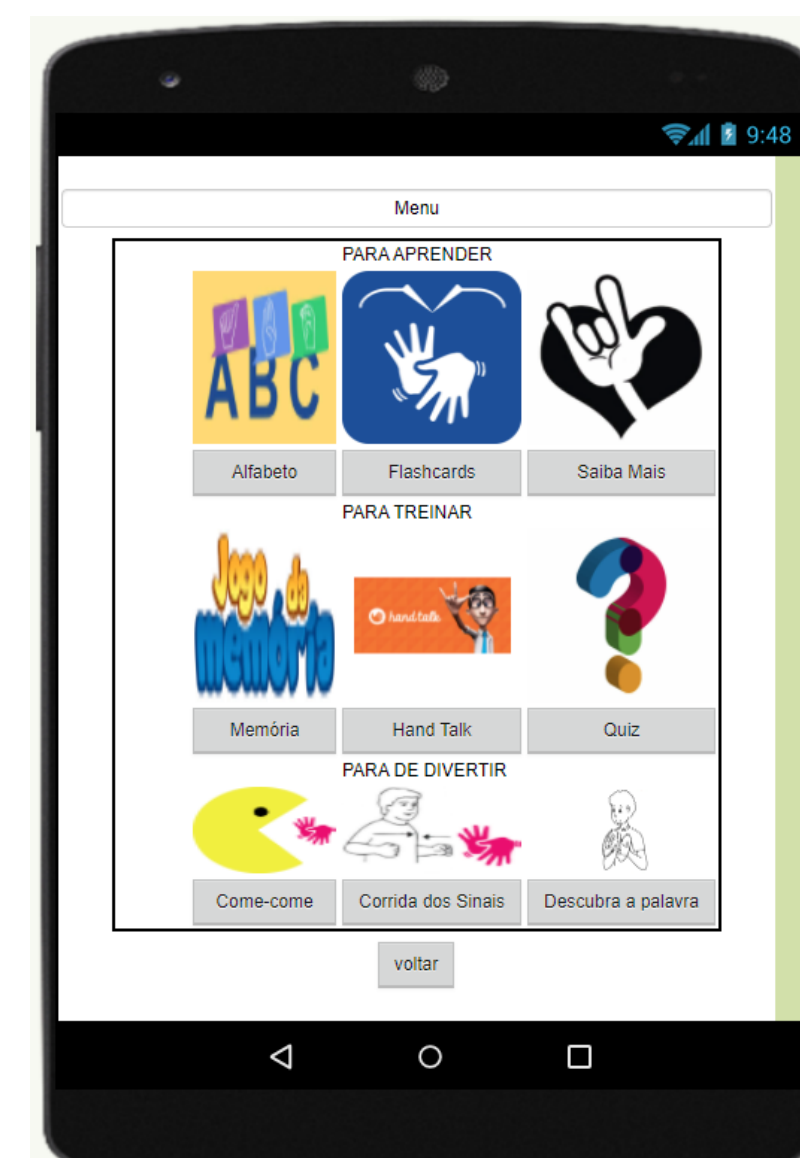 9:48
Menu
PARA APRENDER
ABC
Alfabeto Flashcards Saiba Mais
PARA TREINAR
Jogo da
memória
hand talk
?
Memória Hand Talk Quiz
PARA DE DIVERTIR
Come-come Corrida dos Sinais Descubra a palavra
voltar